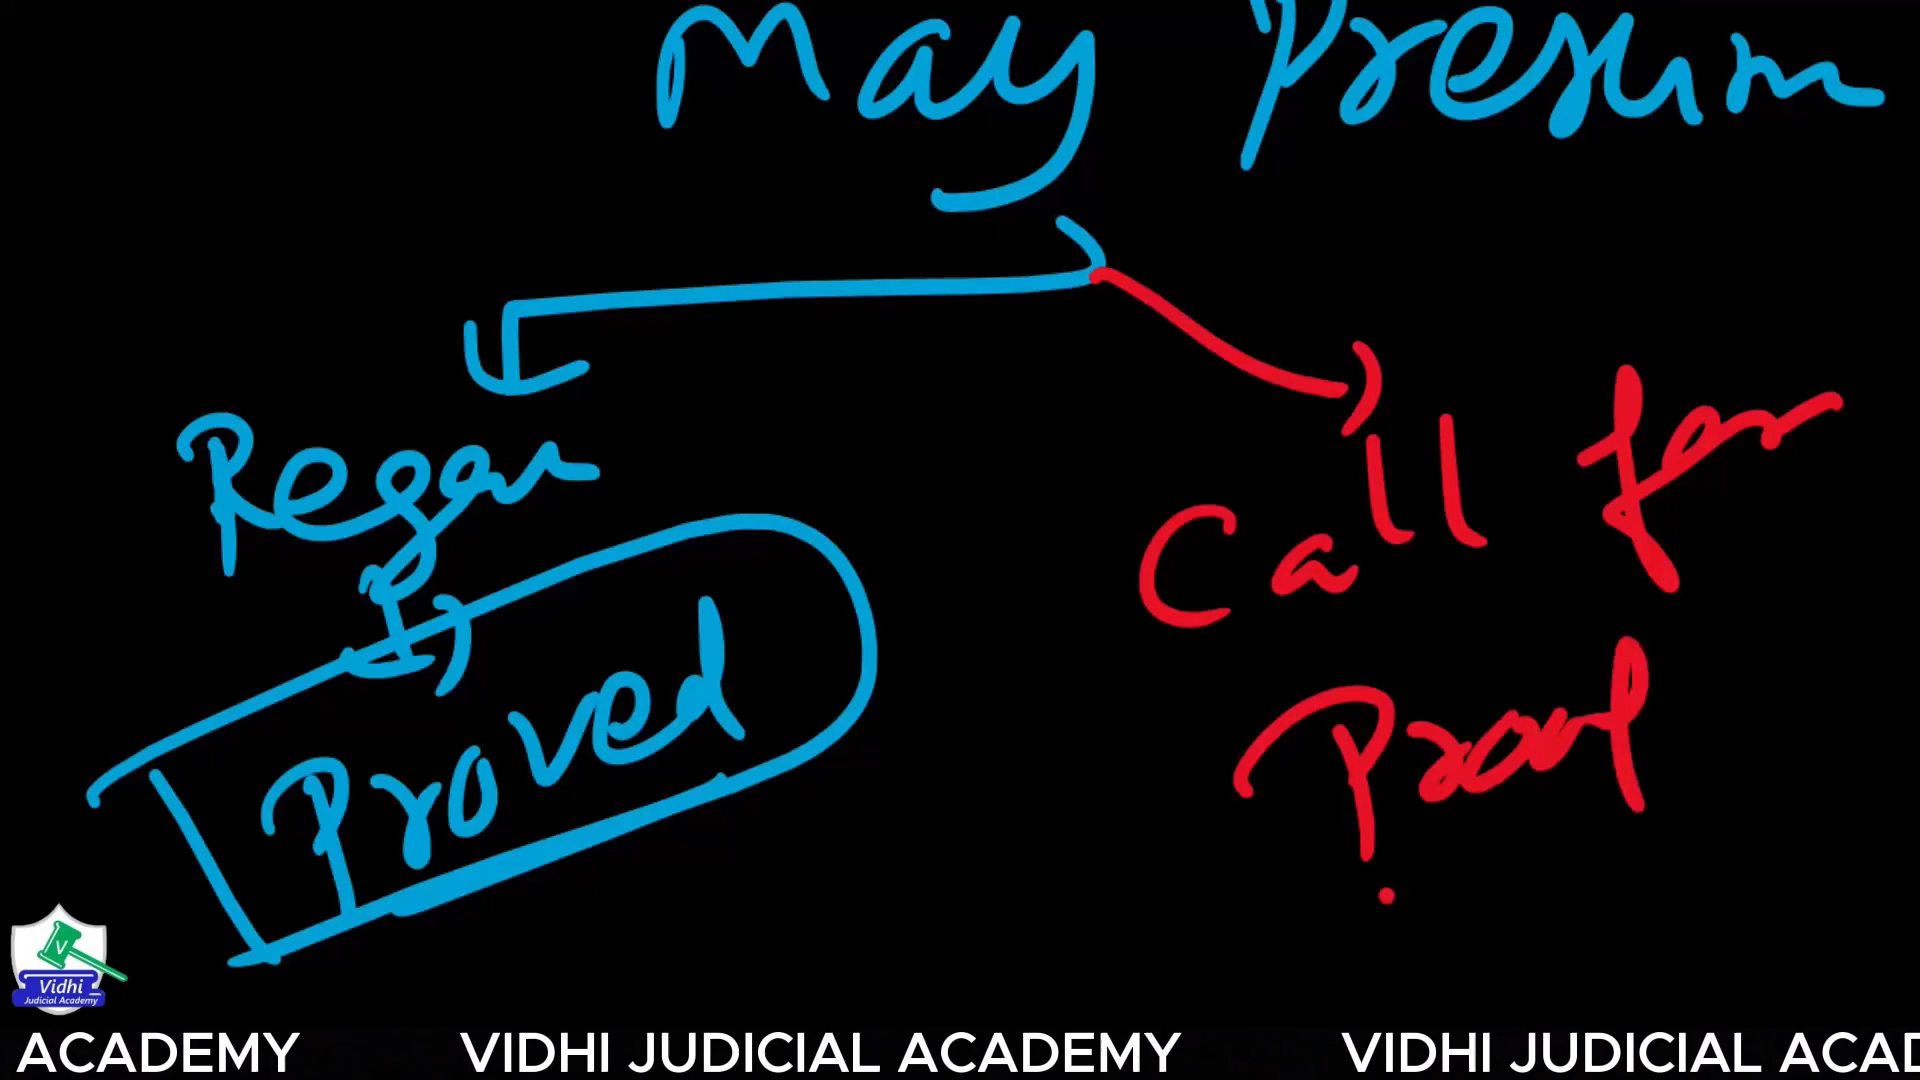 May Presum
Regar
Proved
Call for
Proof
V
Vidhi
Judicial Academy
ACADEMY VIDHI JUDICIAL ACADEMY VIDHI JUDICIAL ACAD